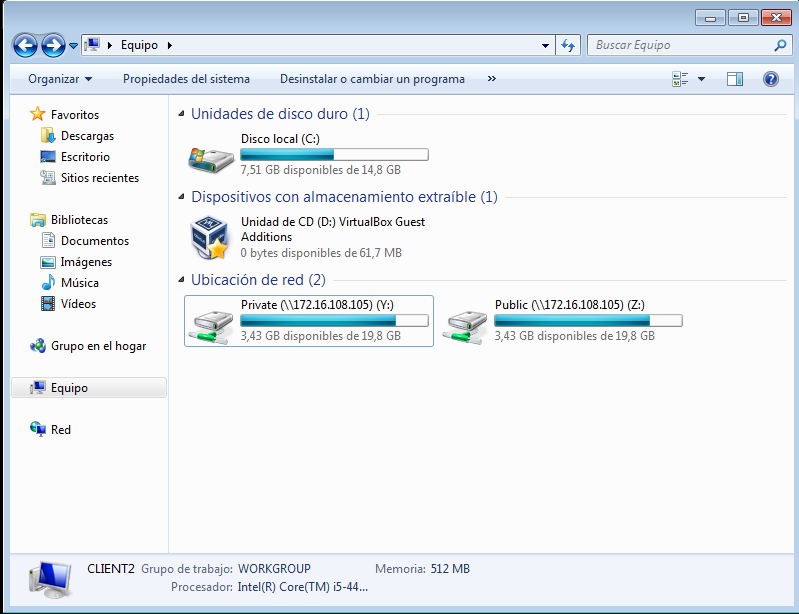 Equipo
Buscar Equipo
Organizar
Propiedades del sistema
Desinstalar o cambiar un programa
»
Favoritos
Descargas
Escritorio
Sitios recientes
Bibliotecas
Documentos
Imágenes
Música
Vídeos
Grupo en el hogar
Equipo
Red
Unidades de disco duro (1)
Disco local (C:)
7,51 GB disponibles de 14,8 GB
Dispositivos con almacenamiento extraíble (1)
Unidad de CD (D:) VirtualBox Guest
Additions
0 bytes disponibles de 61,7 MB
Ubicación de red (2)
Private (\\172.16.108.105) (Y:)
3,43 GB disponibles de 19,8 GB
Public (\\172.16.108.105) (Z:)
3,43 GB disponibles de 19,8 GB
CLIENT2 Grupo de trabajo: WORKGROUP Memoria: 512 MB
Procesador: Intel(R) Core(TM) i5-44...